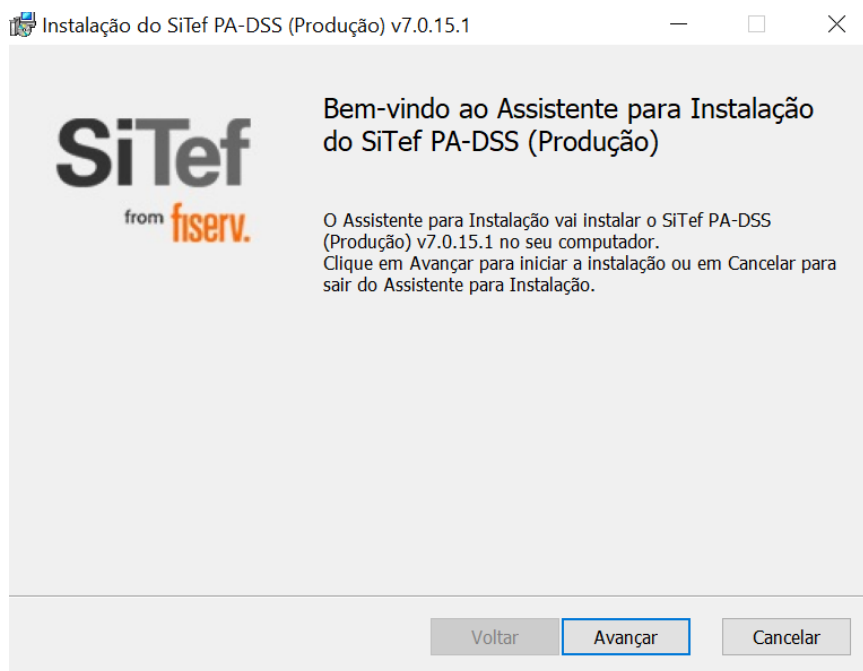 Instalação do SiTef PA-DSS (Produção) v7.0.15.1
SiTef
from fiserv.
Bem-vindo ao Assistente para Instalação
do SiTef PA-DSS (Produção)
O Assistente para Instalação vai instalar o SiTef PA-DSS
(Produção) v7.0.15.1 no seu computador.
Clique em Avançar para iniciar a instalação ou em Cancelar para
sair do Assistente para Instalação.
Voltar
Avançar
Cancelar